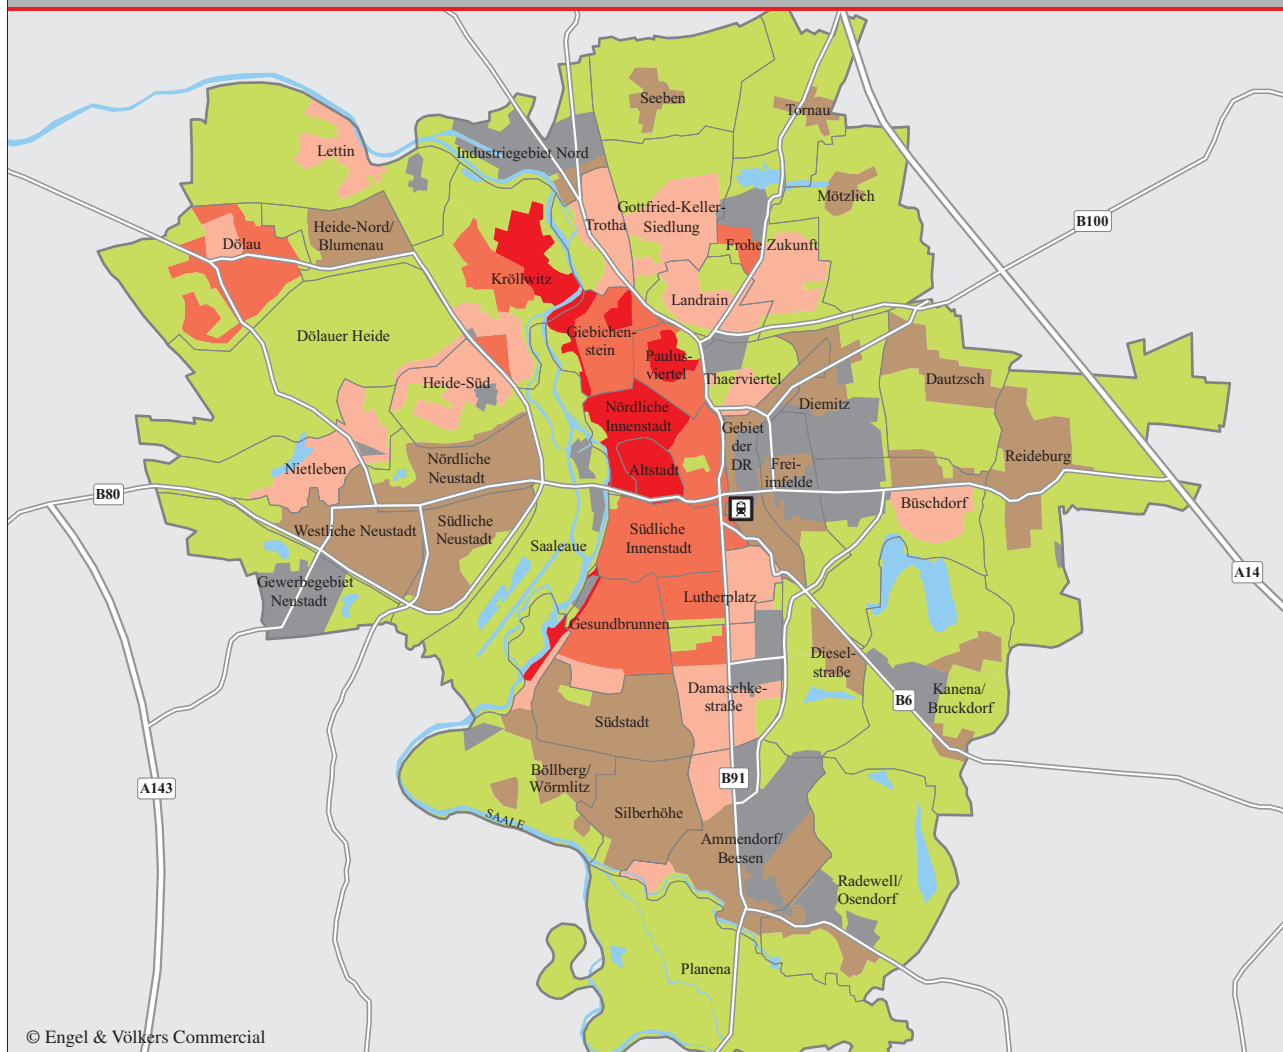 Seeben
Tornau
Lettin
Industriegebiet Nord
Mötzlich
Gottfried-Keller-
Siedlung
Trotha
B100
Heide-Nord/
Blumenau
Dölau
Frohe Zukunft
Kröllwitz
Landrain
Dölauer Heide
Giebichen-
stein
Paulus-
viertel
Thaerviertel
Dautzsch
Heide-Süd
Diemitz
Nördliche
Innenstadt
Gebiet
der
DR
Nördliche
Neustadt
Nietleben
Altstadt
Frei-
imfelde
Reideburg
B80
Büschdorf
Westliche Neustadt
Südliche
Neustadt
Südliche
Innenstadt
Saaleaue
A14
Gewerbegebiet
Neustadt
Lutherplatz
Gesundbrunnen
Diesel-
straße
Damaschke-
straße
Kanena/
Bruckdorf
B6
Südstadt
Böllberg/
Wörmlitz
B91
A143
SAALE
Silberhöhe
Ammendorf/
Beesen
Radewell/
Osendorf
Planena
© Engel & Völkers Commercial